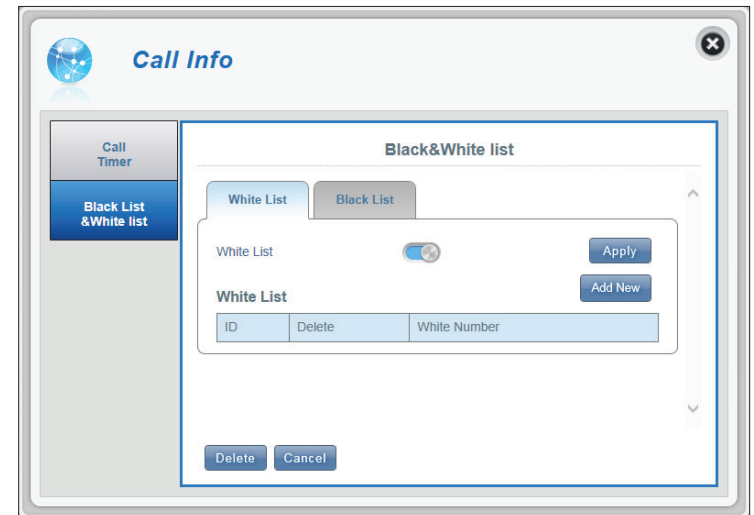 Call Info
Call
Timer
Black List
&White list
Black&White list
White List
Black List
White List
Apply
Add New
White List
ID Delete White Number
Delete Cancel